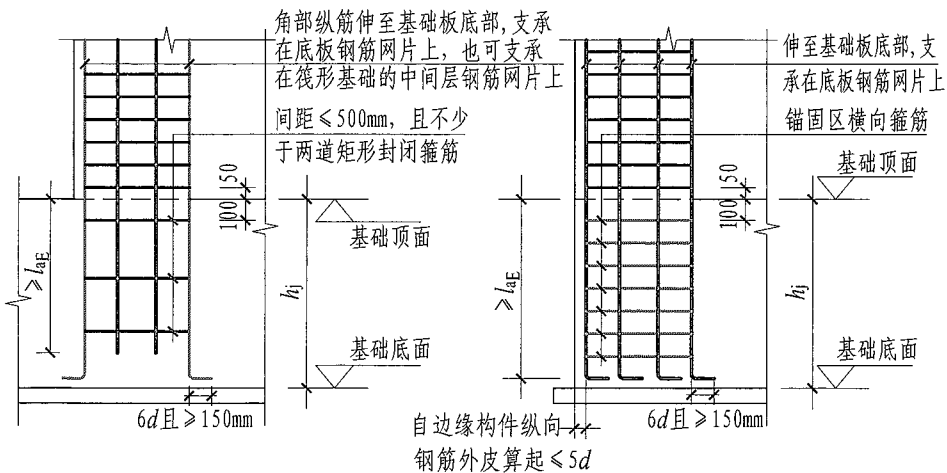 角部纵筋伸至基础板底部,支承
在底板钢筋网片上，也可支承
在筏形基础的中间层钢筋网片上
间距≤500mm，且不少
于两道矩形封闭箍筋
50
100
基础顶面
≥laE
hj
基础底面
6d且≥150mm
伸至基础板底部,支
承在底板钢筋网片上
锚固区横向箍筋
基础顶面
50
100
≥laE
hj
基础底面
6d且≥150mm
自边缘构件纵向
钢筋外皮算起≤5d